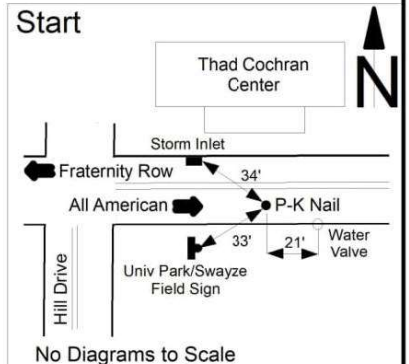 Start
Thad Cochran
Center
N
Storm Inlet
Fraternity Row
34'
All American
P-K Nail
33'
21'
Water
Valve
Univ Park/Swayze
Field Sign
Hill Drive
No Diagrams to Scale